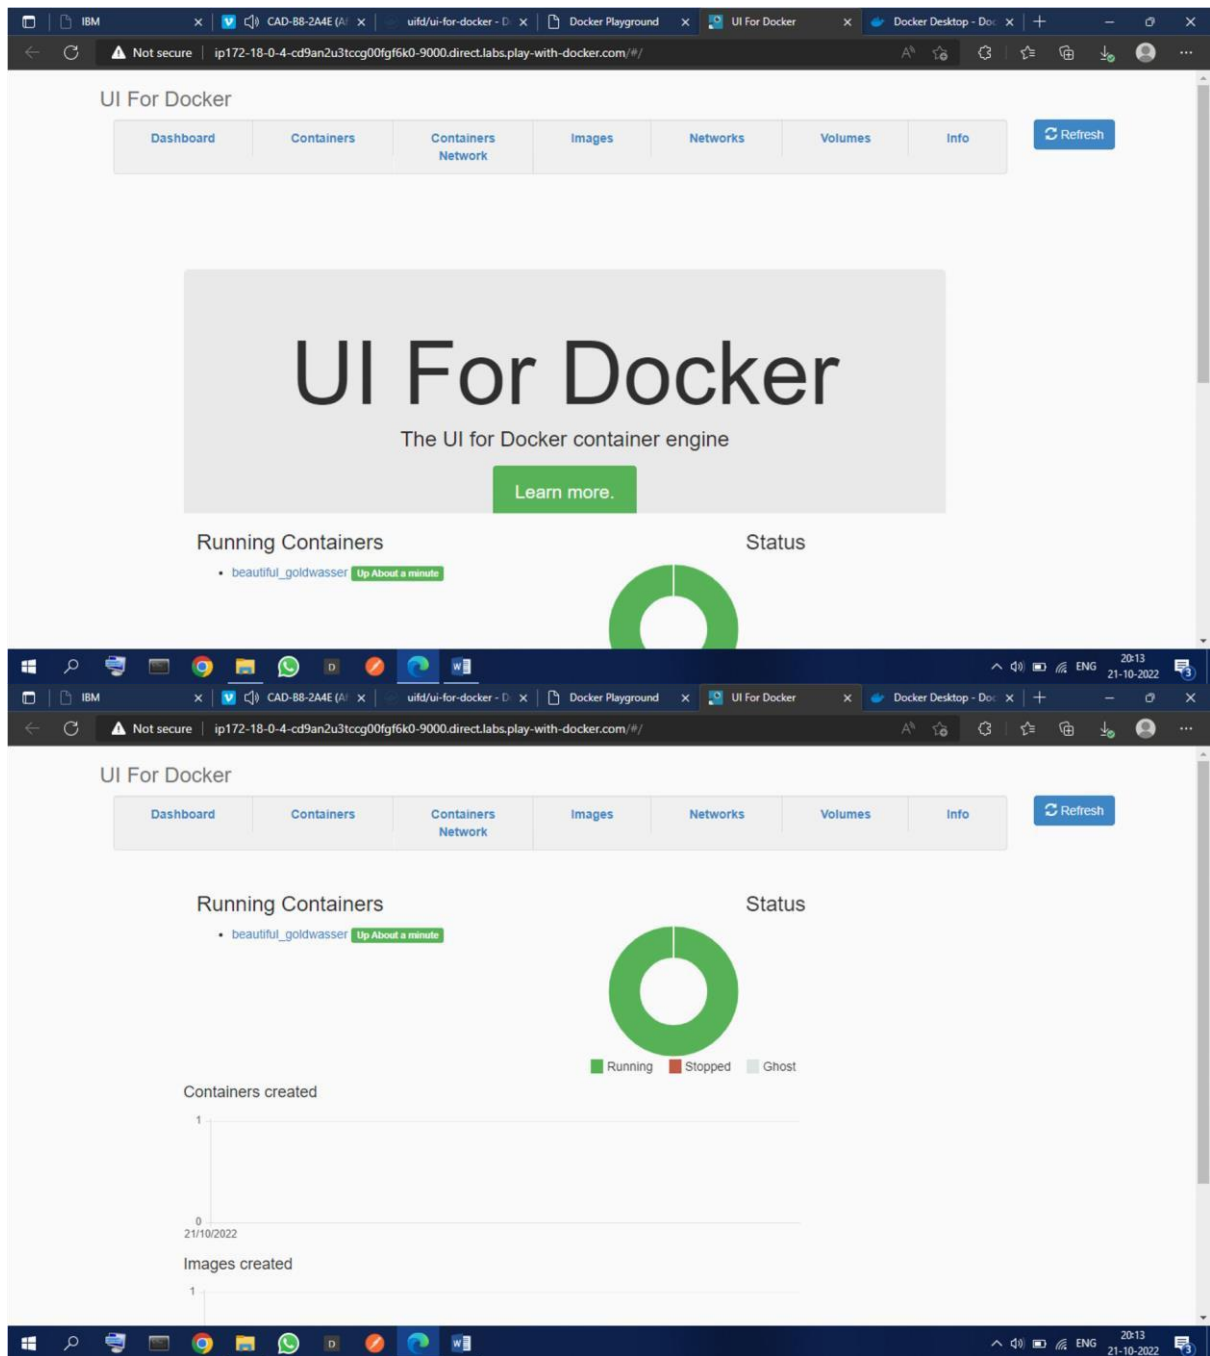 IBM CAD-B8-2A4E (A uifd/ui-for-docker - D Docker Playground UI For Docker Docker Desktop - Doc
Not secure ip172-18-0-4-cd9an2u3tccg00fgf6k0-9000.direct.labs.play-with-docker.com/#/
UI For Docker
Dashboard Containers Containers Network Images Networks Volumes Info Refresh
UI For Docker
The UI for Docker container engine
Learn more.
Running Containers Status
beautiful_goldwasser Up About a minute
ENG 20:13
21-10-2022 3
IBM CAD-B8-2A4E (A uifd/ui-for-docker - D Docker Playground UI For Docker Docker Desktop - Doc
Not secure ip172-18-0-4-cd9an2u3tccg00fgf6k0-9000.direct.labs.play-with-docker.com/#/
UI For Docker
Dashboard Containers Containers Network Images Networks Volumes Info Refresh
Running Containers Status
beautiful_goldwasser Up About a minute
Running Stopped Ghost
Containers created
1
0
21/10/2022
Images created
1
ENG 20:13
21-10-2022 3